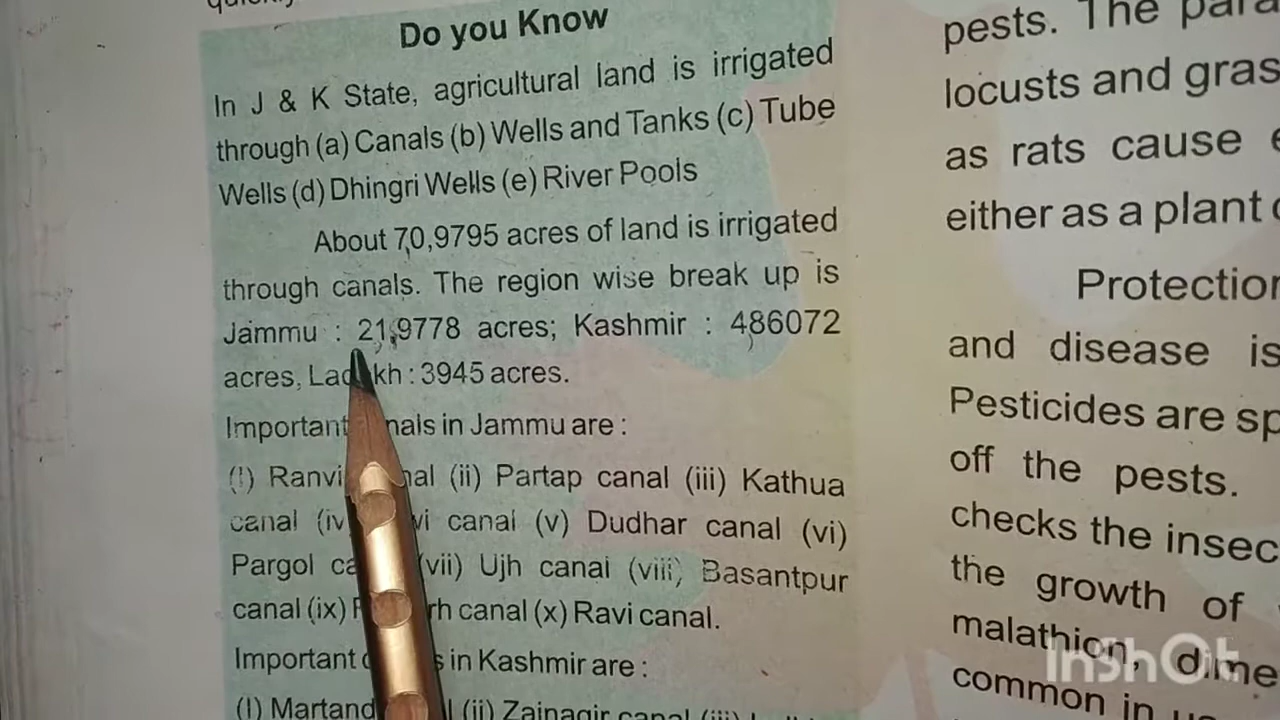 quickly
Do you Know
In J & K State, agricultural land is irrigated
through (a) Canals (b) Wells and Tanks (c) Tube
Wells (d) Dhingri Wells (e) River Pools
About 70,9795 acres of land is irrigated
through canals. The region wise break up is
Jammu : 21,9778 acres; Kashmir : 486072
acres, Ladakh : 3945 acres.
Important canals in Jammu are :
(I) Ranvi canal (ii) Partap canal (iii) Kathua
canal (iv vi canal (v) Dudhar canal (vi)
Pargol ca (vii) Ujh canal (viii) Basantpur
canal (ix) rh canal (x) Ravi canal.
Important in Kashmir are :
(I) Martand (ii) Zainagir canal (iii)
pests. The para
locusts and gras
as rats cause
either as a plant
Protection
and disease is
Pesticides are sp
off the pests.
checks the insec
the growth of
malathion, dime
common in
InShOt